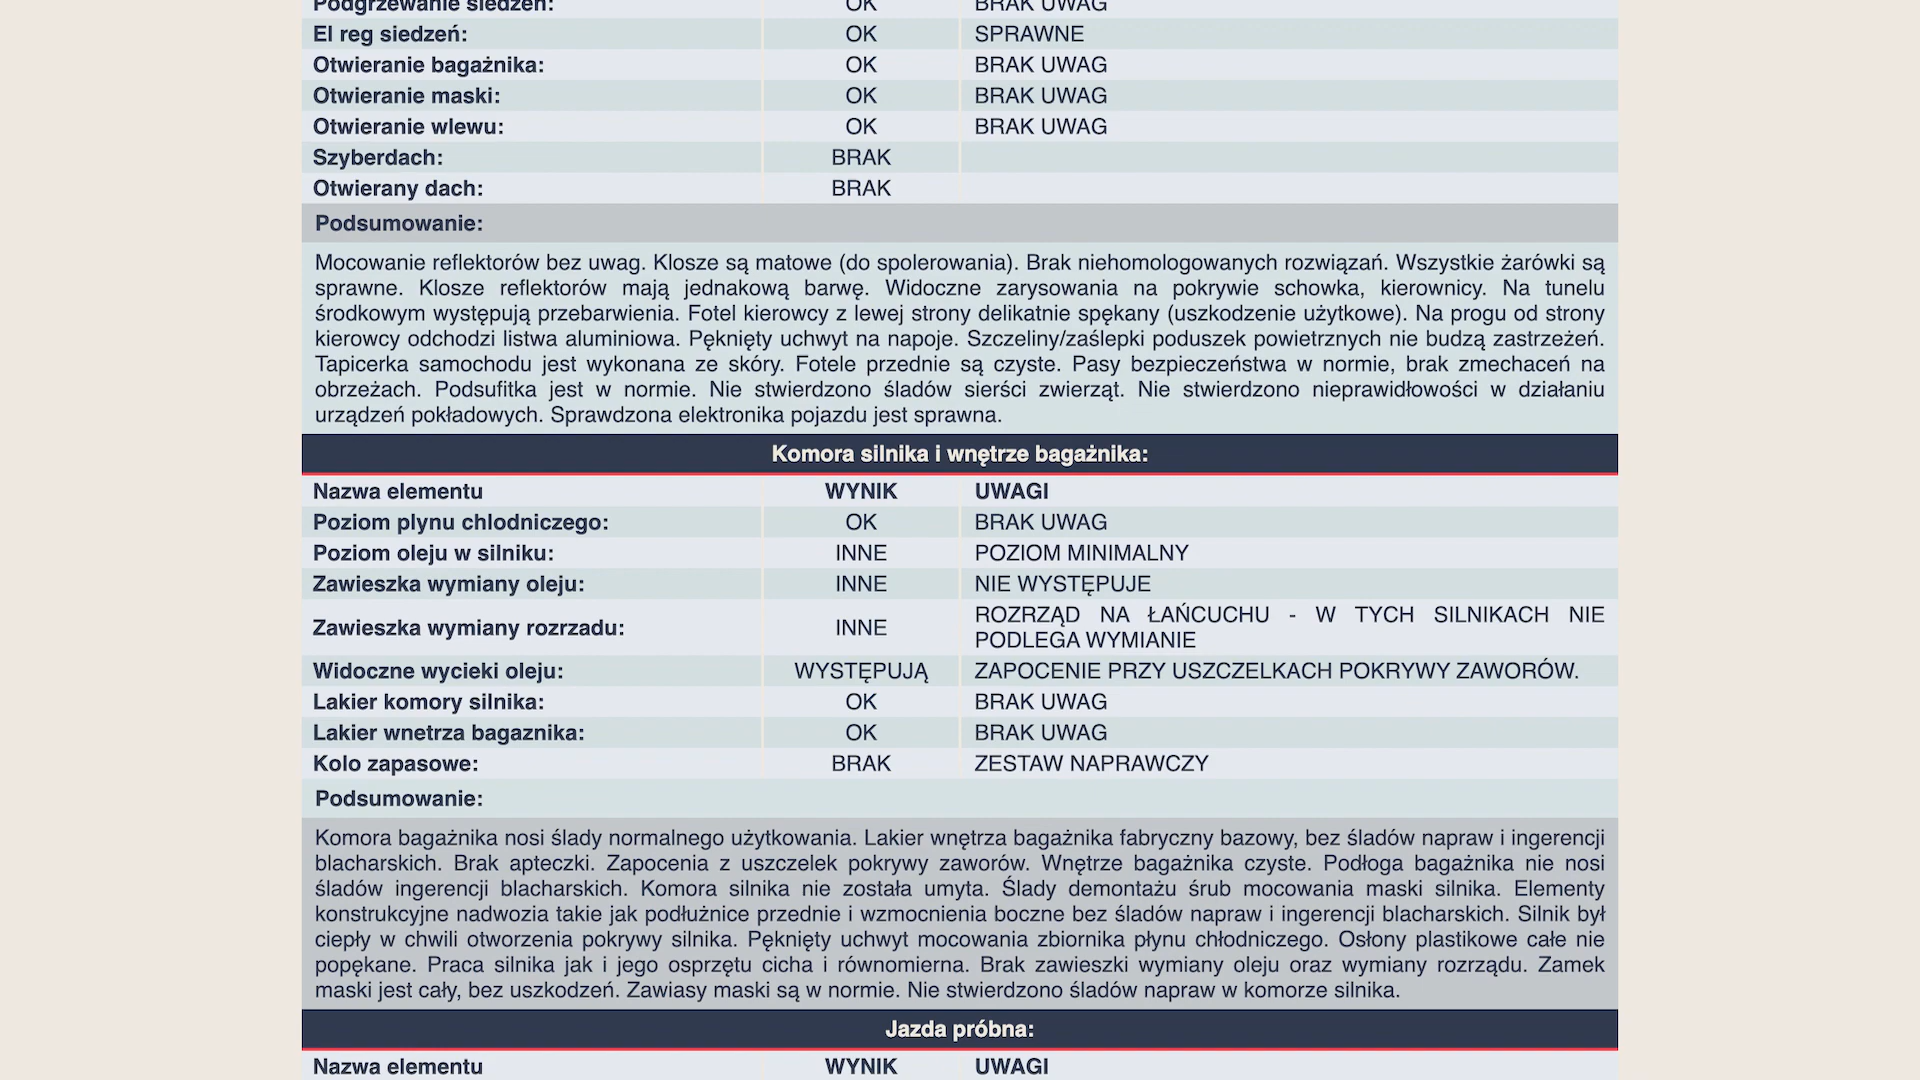 Podgrzewanie siedzeń: OK BRAK UWAG
El reg siedzeń: OK SPRAWNE
Otwieranie bagażnika: OK BRAK UWAG
Otwieranie maski: OK BRAK UWAG
Otwieranie wlewu: OK BRAK UWAG
Szyberdach: BRAK
Otwierany dach: BRAK
Podsumowanie:
Mocowanie reflektorów bez uwag. Klosze są matowe (do spolerowania). Brak niehomologowanych rozwiązań. Wszystkie żarówki są
sprawne. Klosze reflektorów mają jednakową barwę. Widoczne zarysowania na pokrywie schowka, kierownicy. Na tunelu
środkowym występują przebarwienia. Fotel kierowcy z lewej strony delikatnie spękany (uszkodzenie użytkowe). Na progu od strony
kierowcy odchodzi listwa aluminiowa. Pęknięty uchwyt na napoje. Szczeliny/zaślepki poduszek powietrznych nie budzą zastrzeżeń.
Tapicerka samochodu jest wykonana ze skóry. Fotele przednie są czyste. Pasy bezpieczeństwa w normie, brak zmechaceń na
obrzeżach. Podsufitka jest w normie. Nie stwierdzono śladów sierści zwierząt. Nie stwierdzono nieprawidłowości w działaniu
urządzeń pokładowych. Sprawdzona elektronika pojazdu jest sprawna.
Komora silnika i wnętrze bagażnika:
Nazwa elementu WYNIK UWAGI
Poziom plynu chlodniczego: OK BRAK UWAG
Poziom oleju w silniku: INNE POZIOM MINIMALNY
Zawieszka wymiany oleju: INNE NIE WYSTĘPUJE
Zawieszka wymiany rozrzadu: INNE ROZRZĄD NA ŁAŃCUCHU - W TYCH SILNIKACH NIE
PODLEGA WYMIANIE
Widoczne wycieki oleju: WYSTĘPUJĄ ZAPOCENIE PRZY USZCZELKACH POKRYWY ZAWORÓW.
Lakier komory silnika: OK BRAK UWAG
Lakier wnetrza bagaznika: OK BRAK UWAG
Kolo zapasowe: BRAK ZESTAW NAPRAWCZY
Podsumowanie:
Komora bagażnika nosi ślady normalnego użytkowania. Lakier wnętrza bagażnika fabryczny bazowy, bez śladów napraw i ingerencji
blacharskich. Brak apteczki. Zapocenia z uszczelek pokrywy zaworów. Wnętrze bagażnika czyste. Podłoga bagażnika nie nosi
śladów ingerencji blacharskich. Komora silnika nie została umyta. Ślady demontażu śrub mocowania maski silnika. Elementy
konstrukcyjne nadwozia takie jak podłużnice przednie i wzmocnienia boczne bez śladów napraw i ingerencji blacharskich. Silnik był
ciepły w chwili otworzenia pokrywy silnika. Pęknięty uchwyt mocowania zbiornika płynu chłodniczego. Osłony plastikowe całe nie
popękane. Praca silnika jak i jego osprzętu cicha i równomierna. Brak zawieszki wymiany oleju oraz wymiany rozrządu. Zamek
maski jest cały, bez uszkodzeń. Zawiasy maski są w normie. Nie stwierdzono śladów napraw w komorze silnika.
Jazda próbna:
Nazwa elementu WYNIK UWAGI